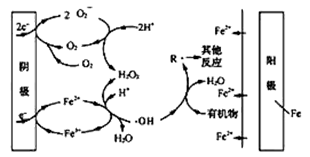 2e⁻
2 O₂⁻
2H⁺
O₂
O₂
H₂O₂
H⁺
Fe²⁺
Fe³⁺
e⁻
H₂O
·OH
R·
其他
反应
H₂O
有机物
Fe²⁺
Fe²⁺
Fe²⁺
阴
极
阳
极
Fe